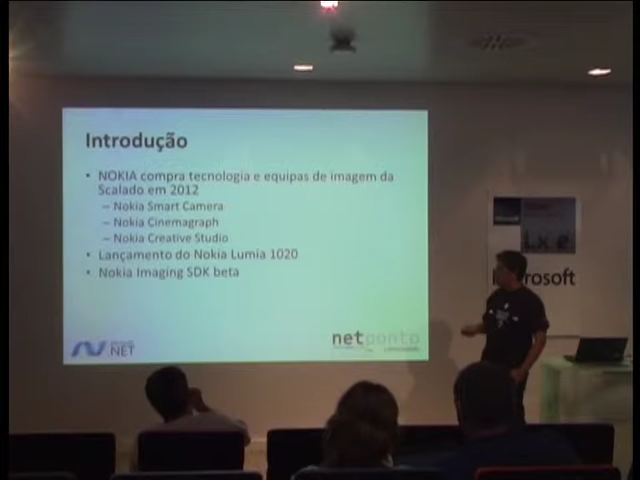 Introdução
• NOKIA compra tecnologia e equipas de imagem da
Scalado em 2012
– Nokia Smart Camera
– Nokia Cinemagraph
– Nokia Creative Studio
• Lançamento do Nokia Lumia 1020
• Nokia Imaging SDK beta
.NET
netponto
rosoft